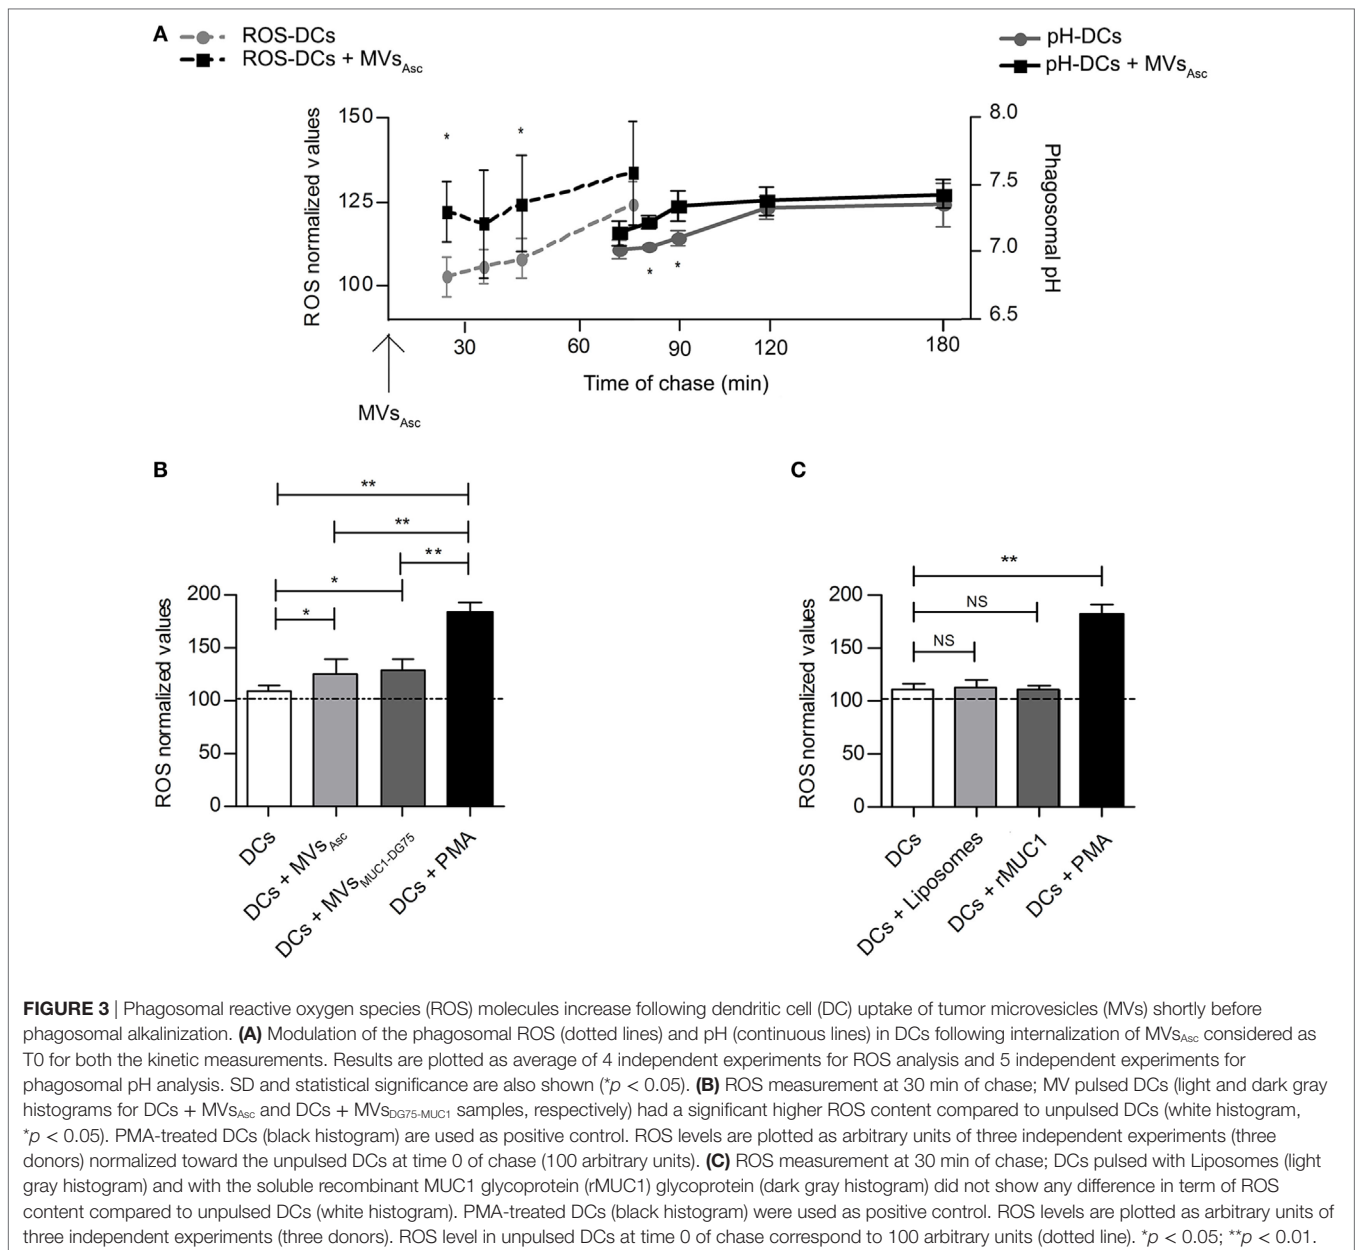 A
ROS-DCs
ROS-DCs + MVsAsc
pH-DCs
pH-DCs + MVsAsc
150
125
100
ROS normalized values
*
*
*
*
8.0
7.5
7.0
6.5
Phagosomal pH
30
60
90
120
180
Time of chase (min)
MVsAsc
B
**
**
**
*
*
200
150
100
50
0
ROS normalized values
DCs
DCs + MVsAsc
DCs + MVsMUC1-DG75
DCs + PMA
C
**
NS
NS
200
150
100
50
0
ROS normalized values
DCs
DCs + Liposomes
DCs + rMUC1
DCs + PMA
FIGURE 3 | Phagosomal reactive oxygen species (ROS) molecules increase following dendritic cell (DC) uptake of tumor microvesicles (MVs) shortly before
phagosomal alkalinization. (A) Modulation of the phagosomal ROS (dotted lines) and pH (continuous lines) in DCs following internalization of MVsAsc considered as
T0 for both the kinetic measurements. Results are plotted as average of 4 independent experiments for ROS analysis and 5 independent experiments for
phagosomal pH analysis. SD and statistical significance are also shown (*p < 0.05). (B) ROS measurement at 30 min of chase; MV pulsed DCs (light and dark gray
histograms for DCs + MVsAsc and DCs + MVsDG75-MUC1 samples, respectively) had a significant higher ROS content compared to unpulsed DCs (white histogram,
*p < 0.05). PMA-treated DCs (black histogram) are used as positive control. ROS levels are plotted as arbitrary units of three independent experiments (three
donors) normalized toward the unpulsed DCs at time 0 of chase (100 arbitrary units). (C) ROS measurement at 30 min of chase; DCs pulsed with Liposomes (light
gray histogram) and with the soluble recombinant MUC1 glycoprotein (rMUC1) glycoprotein (dark gray histogram) did not show any difference in term of ROS
content compared to unpulsed DCs (white histogram). PMA-treated DCs (black histogram) were used as positive control. ROS levels are plotted as arbitrary units of
three independent experiments (three donors). ROS level in unpulsed DCs at time 0 of chase correspond to 100 arbitrary units (dotted line). *p < 0.05; **p < 0.01.